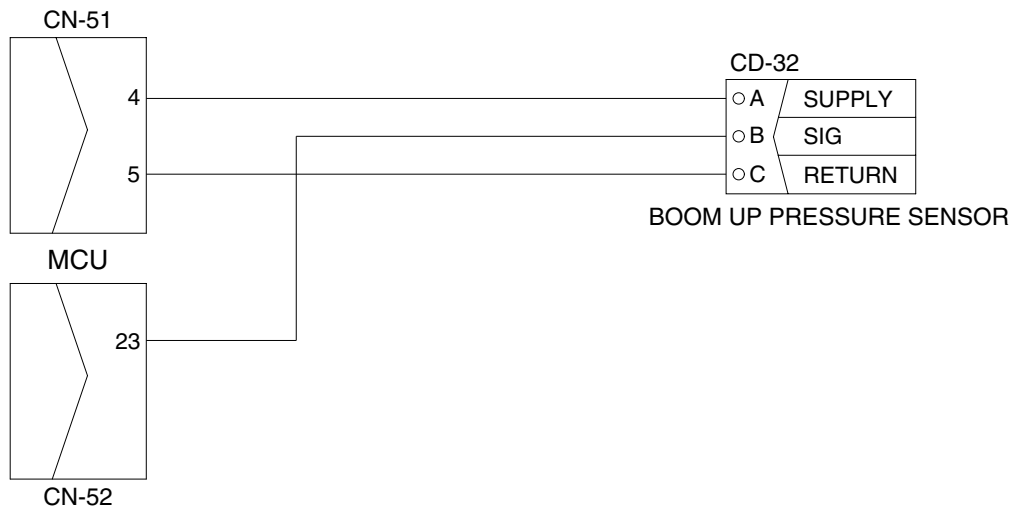 CN-51
4
5
MCU
23
CN-52
CD-32
A SUPPLY
B SIG
C RETURN
BOOM UP PRESSURE SENSOR